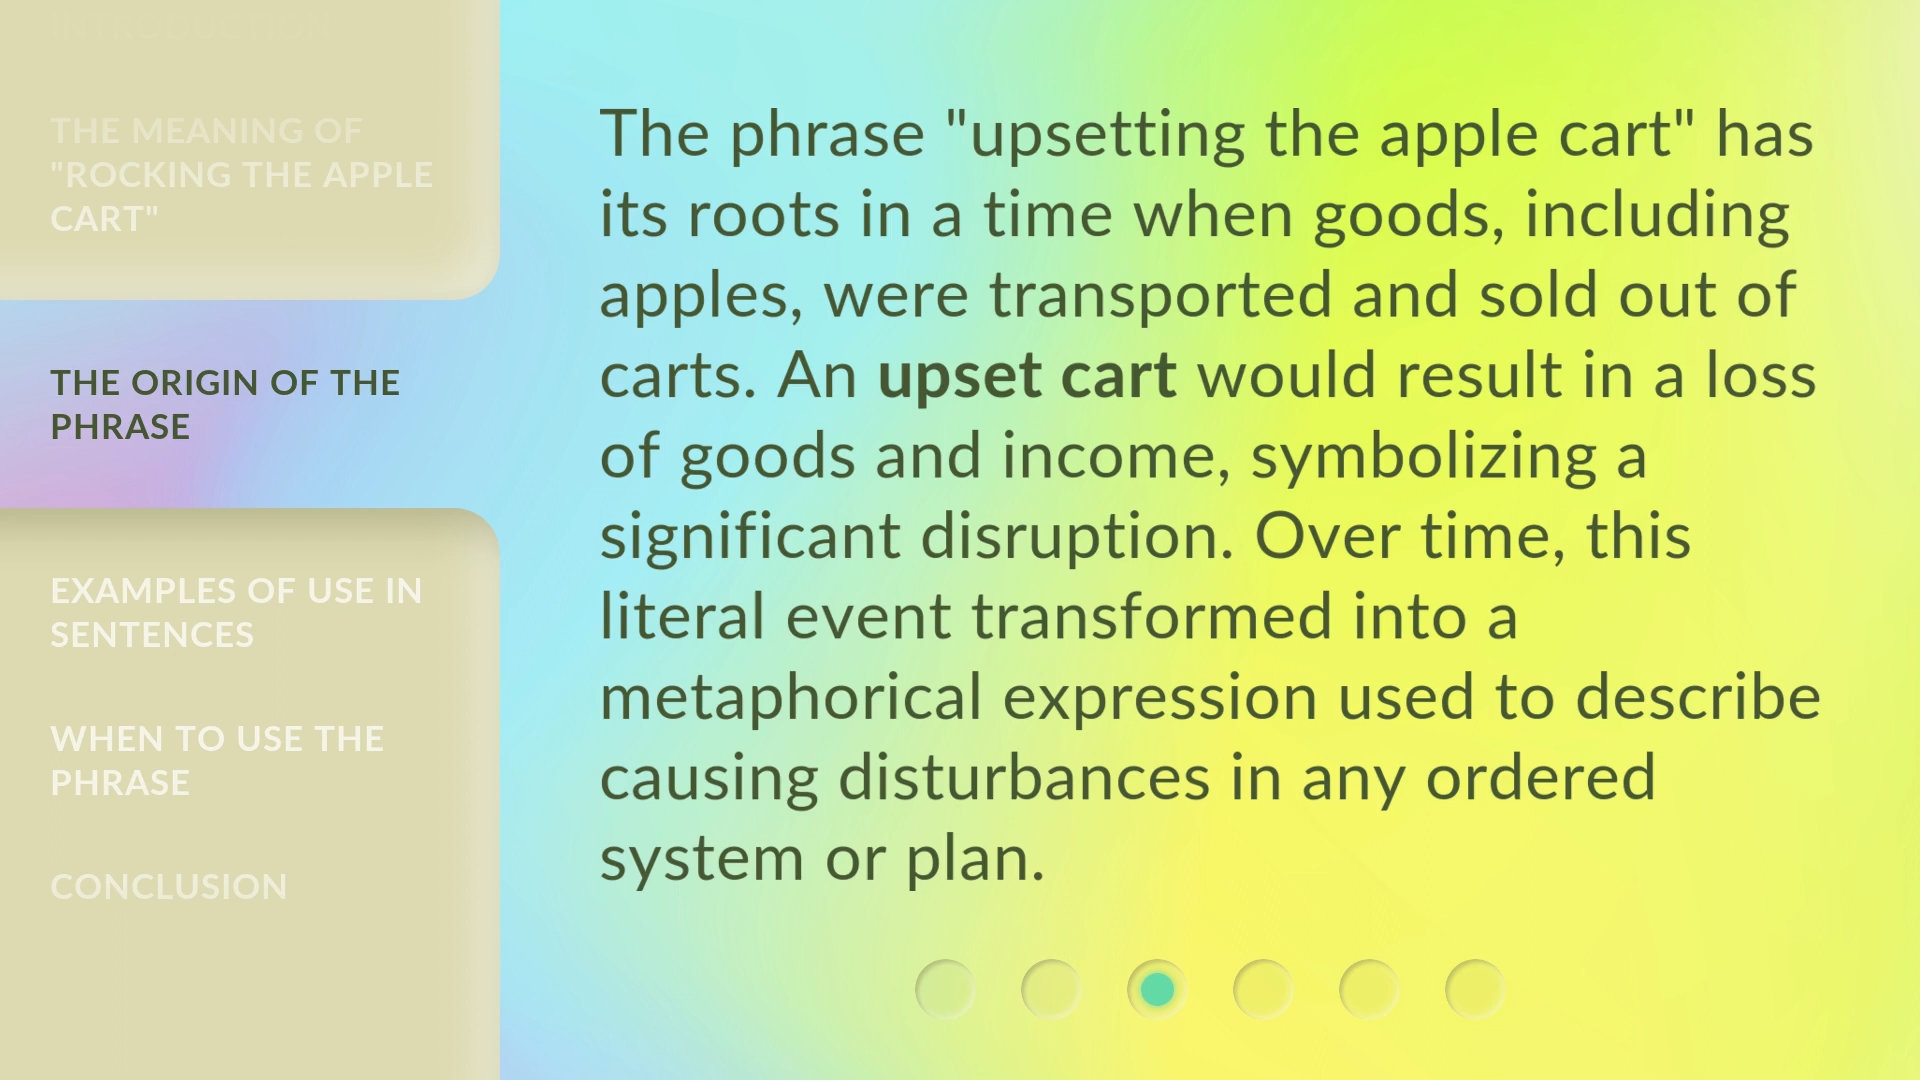 INTRODUCTION
THE MEANING OF
"ROCKING THE APPLE
CART"
THE ORIGIN OF THE
PHRASE
EXAMPLES OF USE IN
SENTENCES
WHEN TO USE THE
PHRASE
CONCLUSION
The phrase "upsetting the apple cart" has
its roots in a time when goods, including
apples, were transported and sold out of
carts. An upset cart would result in a loss
of goods and income, symbolizing a
significant disruption. Over time, this
literal event transformed into a
metaphorical expression used to describe
causing disturbances in any ordered
system or plan.